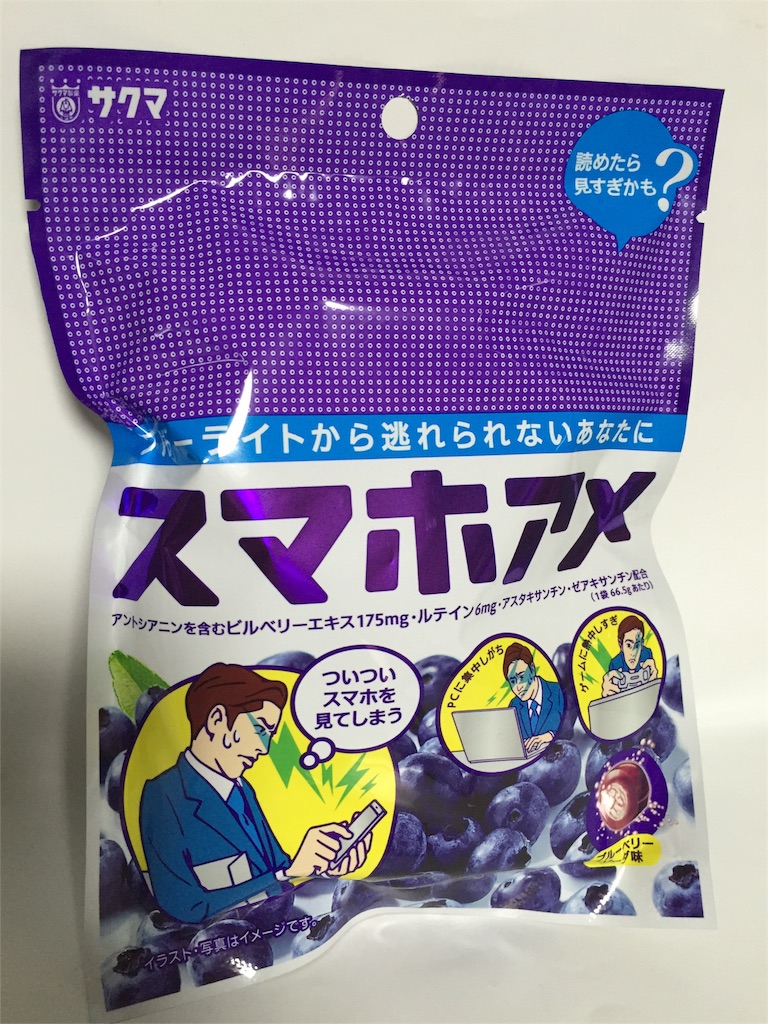 サクマ製菓
サクマ
読めたら
見すぎかも?
ブルーライトから逃れられないあなたに
スマホアメ
アントシアニンを含むビルベリーエキス175mg・ルテイン6mg・アスタキサンチン・ゼアキサンチン配合
(1袋 66.5gあたり)
ついつい
スマホを
見てしまう
PCに集中しがち
ゲームに集中しすぎ
ブルーベリー
味
イラスト・写真はイメージです。